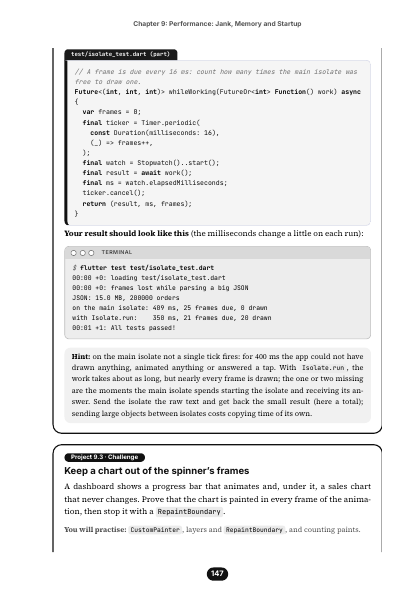 Chapter 9: Performance: Jank, Memory and Startup
test/isolate_test.dart (part)
// A frame is due every 16 ms: count how many times the main isolate was
free to draw one.
Future<(int, int, int)> whileWorking(FutureOr<int> Function() work) async
{
var frames = 0;
final ticker = Timer.periodic(
const Duration(milliseconds: 16),
(_) => frames++,
);
final watch = Stopwatch()..start();
final result = await work();
final ms = watch.elapsedMilliseconds;
ticker.cancel();
return (result, ms, frames);
}
Your result should look like this (the milliseconds change a little on each run):
TERMINAL
$ flutter test test/isolate_test.dart
00:00 +0: loading test/isolate_test.dart
00:00 +0: frames lost while parsing a big JSON
JSON: 15.0 MB, 200000 orders
on the main isolate: 409 ms, 25 frames due, 0 drawn
with Isolate.run: 350 ms, 21 frames due, 20 drawn
00:01 +1: All tests passed!
Hint: on the main isolate not a single tick fires: for 400 ms the app could not have
drawn anything, animated anything or answered a tap. With Isolate.run, the
work takes about as long, but nearly every frame is drawn; the one or two missing
are the moments the main isolate spends starting the isolate and receiving its an-
swer. Send the isolate the raw text and get back the small result (here a total);
sending large objects between isolates costs copying time of its own.
Project 9.3 · Challenge
Keep a chart out of the spinner's frames
A dashboard shows a progress bar that animates and, under it, a sales chart
that never changes. Prove that the chart is painted in every frame of the anima-
tion, then stop it with a RepaintBoundary.
You will practise: CustomPainter, layers and RepaintBoundary, and counting paints.
147